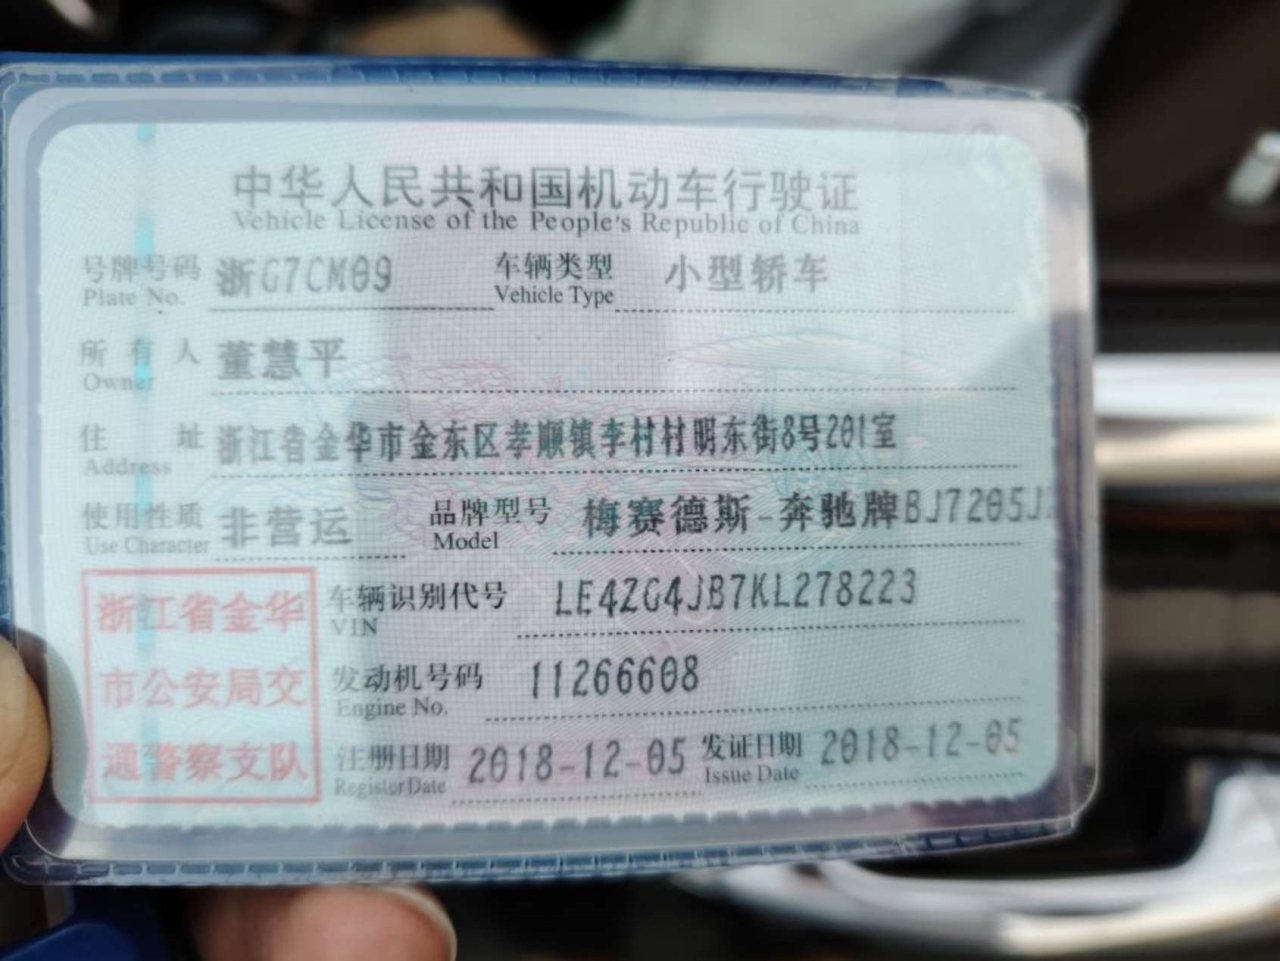 中华人民共和国机动车行驶证
Vehicle License of the People's Republic of China
号牌号码 浙G7CM09 车辆类型 小型轿车
Plate No. Vehicle Type
所有人 董慧平
Owner
住址 浙江省金华市金东区孝顺镇李村村明东街8号201室
Address
使用性质 非营运 品牌型号 梅赛德斯-奔驰牌BJ7205J
Use Character Model
浙江省金华
市公安局交
通警察支队
车辆识别代号 LE4ZG4JB7KL278223
VIN
发动机号码 11266608
Engine No.
注册日期 2018-12-05 发证日期 2018-12-05
Register Date Issue Date